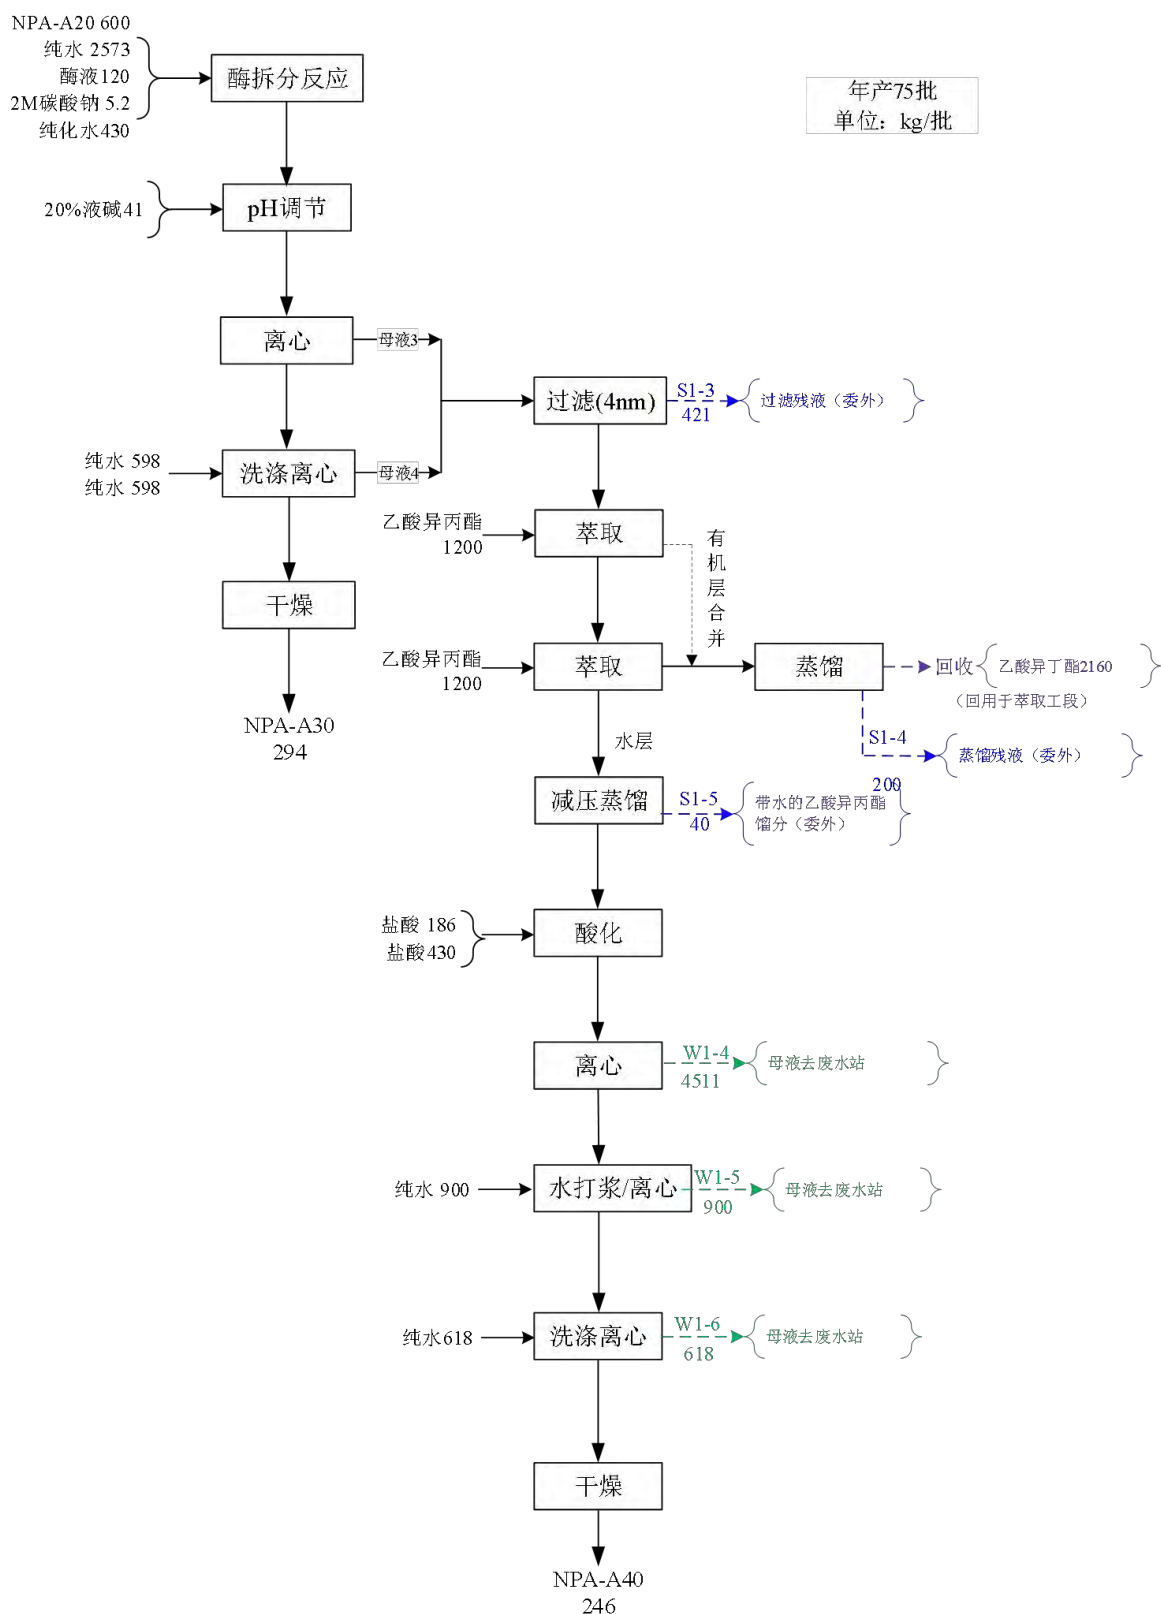 NPA-A20 600
纯水 2573
酶液120
2M碳酸钠 5.2
纯化水430
酶拆分反应
年产75批
单位：kg/批
20%液碱41
pH调节
离心
母液3
过滤(4nm)
S1-3
421
过滤残液（委外）
纯水 598
纯水 598
洗涤离心
母液4
乙酸异丙酯
1200
萃取
有机层合并
干燥
乙酸异丙酯
1200
萃取
蒸馏
回收
乙酸异丁酯2160
（回用于萃取工段）
NPA-A30
294
水层
S1-4
200
蒸馏残液（委外）
减压蒸馏
S1-5
40
带水的乙酸异丙酯
馏分（委外）
盐酸 186
盐酸430
酸化
离心
W1-4
4511
母液去废水站
纯水 900
水打浆/离心
W1-5
900
母液去废水站
纯水618
洗涤离心
W1-6
618
母液去废水站
干燥
NPA-A40
246